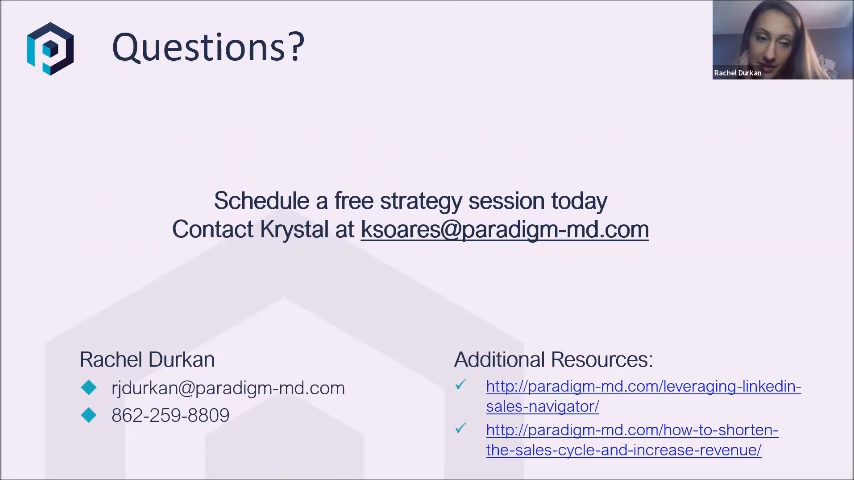 Questions?
Rachel Durkan
Schedule a free strategy session today
Contact Krystal at ksoares@paradigm-md.com
Rachel Durkan
rjdurkan@paradigm-md.com
862-259-8809
Additional Resources:
http://paradigm-md.com/leveraging-linkedin-
sales-navigator/
http://paradigm-md.com/how-to-shorten-
the-sales-cycle-and-increase-revenue/